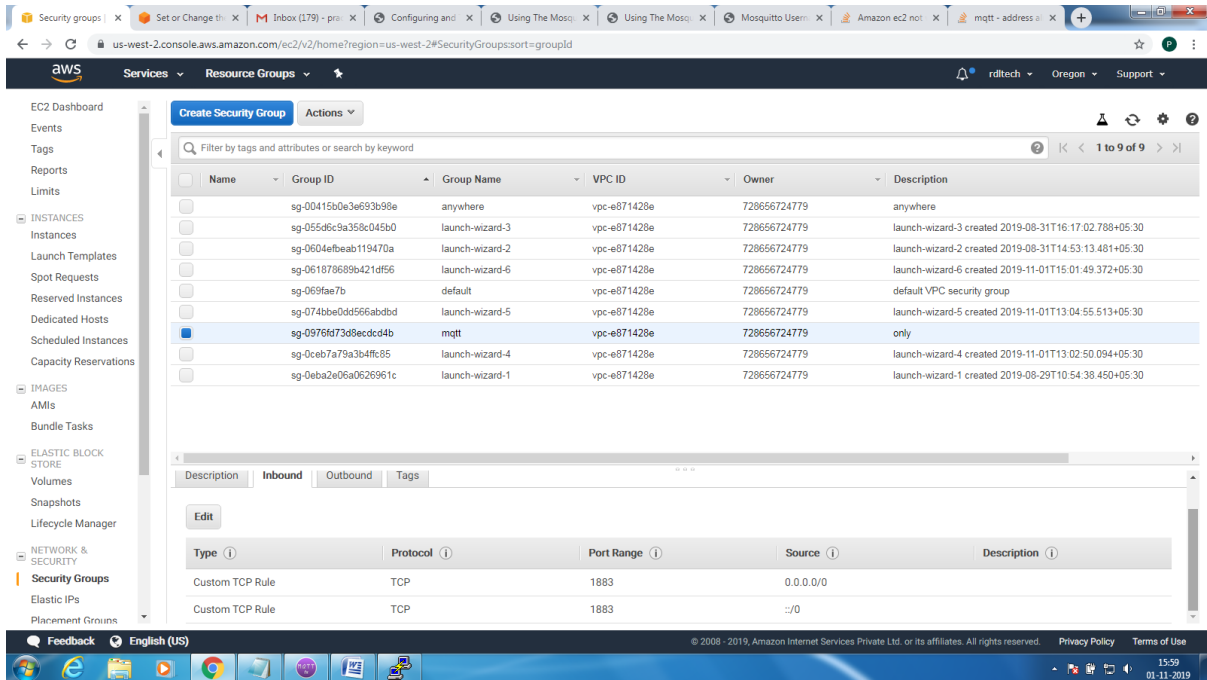 Security groups |
Set or Change the
Inbox (179) - prac
Configuring and
Using The Mosqu
Using The Mosqu
Mosquitto Usern
Amazon ec2 not
mqtt - address al
us-west-2.console.aws.amazon.com/ec2/v2/home?region=us-west-2#SecurityGroups:sort=groupId
P
aws Services Resource Groups rdltech Oregon Support
EC2 Dashboard
Events
Tags
Reports
Limits
INSTANCES
Instances
Launch Templates
Spot Requests
Reserved Instances
Dedicated Hosts
Scheduled Instances
Capacity Reservations
IMAGES
AMIs
Bundle Tasks
ELASTIC BLOCK
STORE
Volumes
Snapshots
Lifecycle Manager
NETWORK &
SECURITY
Security Groups
Elastic IPs
Placement Groups
Create Security Group Actions
Filter by tags and attributes or search by keyword 1 to 9 of 9
Name Group ID Group Name VPC ID Owner Description
sg-00415b0e3e693b98e anywhere vpc-e871428e 728656724779 anywhere
sg-055d6c9a358c045b0 launch-wizard-3 vpc-e871428e 728656724779 launch-wizard-3 created 2019-08-31T16:17:02.788+05:30
sg-0604efbeab119470a launch-wizard-2 vpc-e871428e 728656724779 launch-wizard-2 created 2019-08-31T14:53:13.481+05:30
sg-061878689b421df56 launch-wizard-6 vpc-e871428e 728656724779 launch-wizard-6 created 2019-11-01T15:01:49.372+05:30
sg-069fae7b default vpc-e871428e 728656724779 default VPC security group
sg-074bbe0dd566abdbd launch-wizard-5 vpc-e871428e 728656724779 launch-wizard-5 created 2019-11-01T13:04:55.513+05:30
sg-0976fd73d8ecdcd4b mqtt vpc-e871428e 728656724779 only
sg-0ceb7a79a3b4ffc85 launch-wizard-4 vpc-e871428e 728656724779 launch-wizard-4 created 2019-11-01T13:02:50.094+05:30
sg-0eba2e06a0626961c launch-wizard-1 vpc-e871428e 728656724779 launch-wizard-1 created 2019-08-29T10:54:38.450+05:30
Description Inbound Outbound Tags
Edit
Type Protocol Port Range Source Description
Custom TCP Rule TCP 1883 0.0.0.0/0
Custom TCP Rule TCP 1883 ::/0
Feedback English (US) © 2008 - 2019, Amazon Internet Services Private Ltd. or its affiliates. All rights reserved. Privacy Policy Terms of Use
15:59
01-11-2019